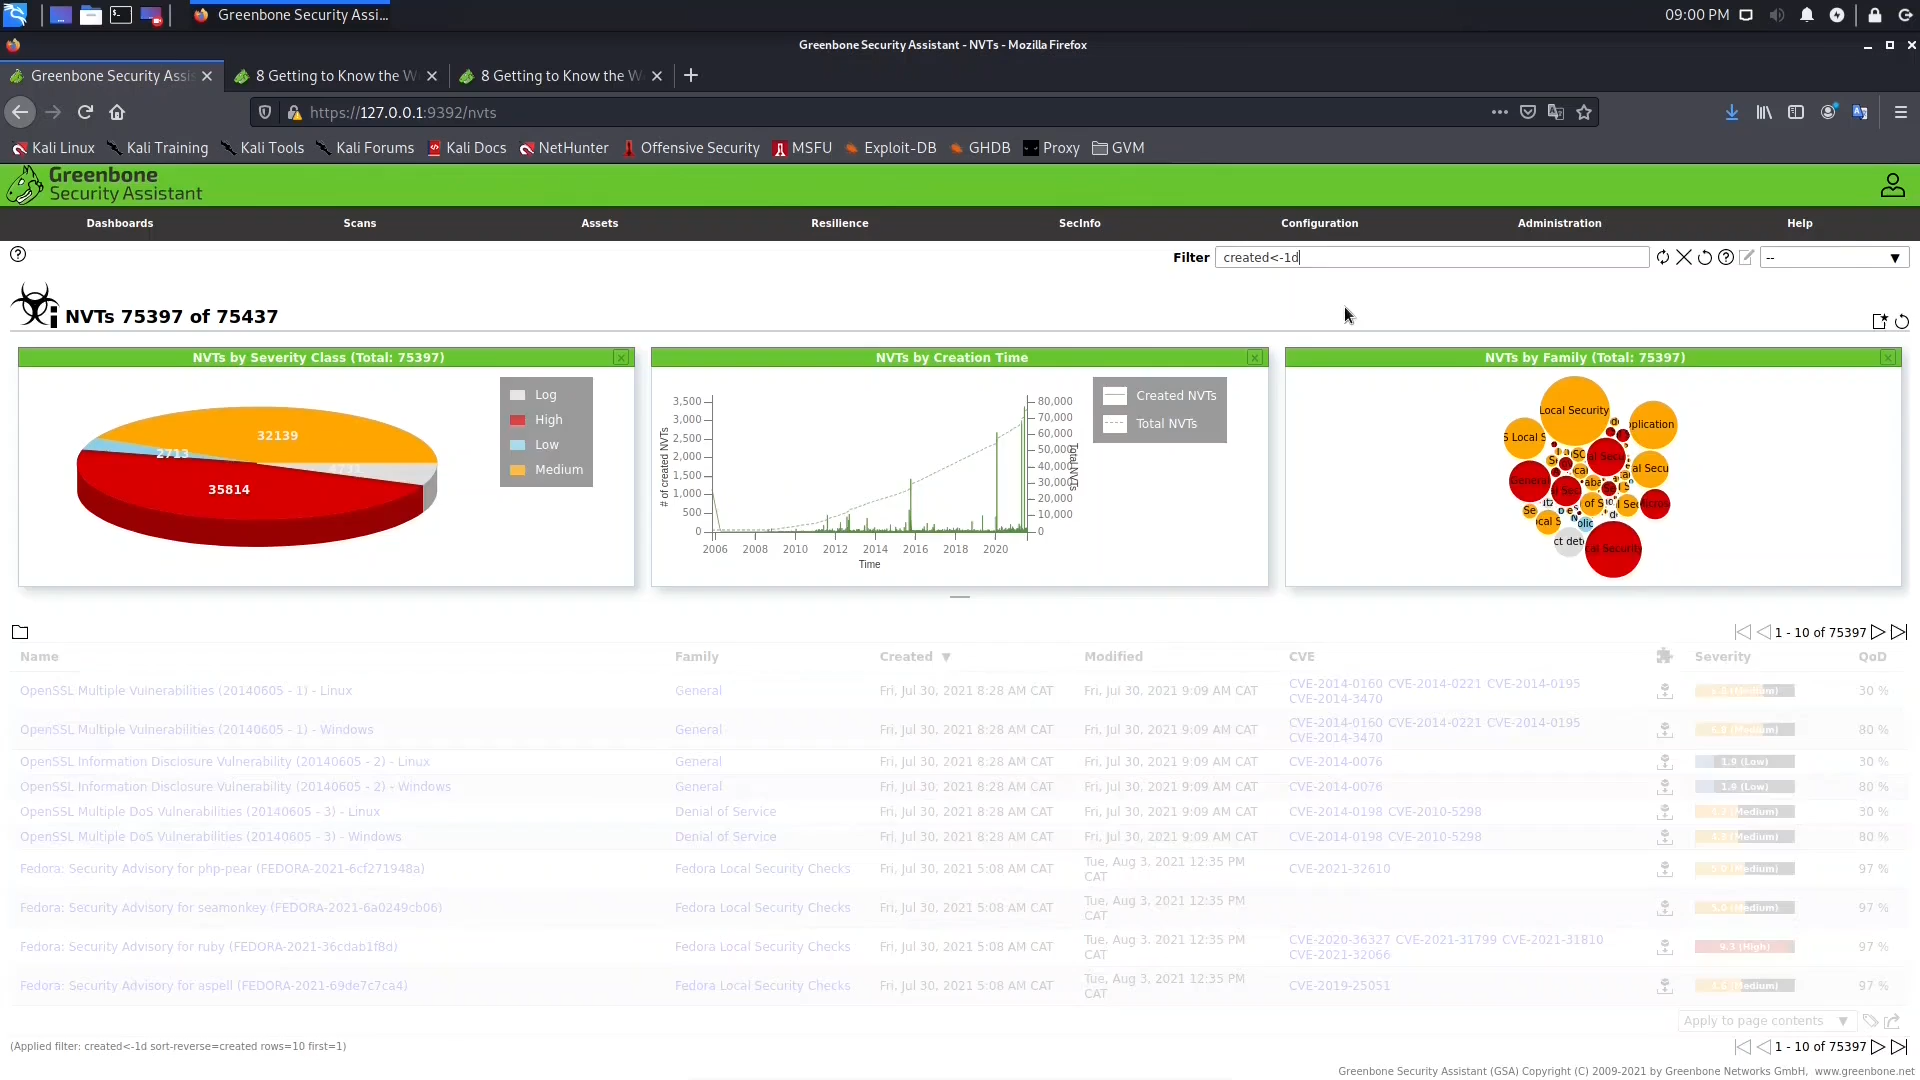 Greenbone Security Assi...
09:00 PM
Greenbone Security Assistant - NVTs - Mozilla Firefox
Greenbone Security Assis
8 Getting to Know the W
8 Getting to Know the W
https://127.0.0.1:9392/nvts
Kali Linux Kali Training Kali Tools Kali Forums Kali Docs NetHunter Offensive Security MSFU Exploit-DB GHDB Proxy GVM
Greenbone
Security Assistant
Dashboards Scans Assets Resilience SecInfo Configuration Administration Help
Filter created<-1d --
NVTs 75397 of 75437
NVTs by Severity Class (Total: 75397)
32139
2713
35814
Log
High
Low
Medium
NVTs by Creation Time
# of created NVTs
3,500
3,000
2,500
2,000
1,500
1,000
500
0
80,000
70,000
60,000
50,000
40,000
30,000
20,000
10,000
0
Total NVTs
2006 2008 2010 2012 2014 2016 2018 2020
Time
Created NVTs
Total NVTs
NVTs by Family (Total: 75397)
Local Security
plication
S Local S
al Secu
al Secu
General
Micros
ocal S
ct dete
al Security
1 - 10 of 75397
Name Family Created ▼ Modified CVE Severity QoD
OpenSSL Multiple Vulnerabilities (20140605 - 1) - Linux General Fri, Jul 30, 2021 8:28 AM CAT Fri, Jul 30, 2021 9:09 AM CAT CVE-2014-0160 CVE-2014-0221 CVE-2014-0195 30 %
CVE-2014-3470
OpenSSL Multiple Vulnerabilities (20140605 - 1) - Windows General Fri, Jul 30, 2021 8:28 AM CAT Fri, Jul 30, 2021 9:09 AM CAT CVE-2014-0160 CVE-2014-0221 CVE-2014-0195 80 %
CVE-2014-3470
OpenSSL Information Disclosure Vulnerability (20140605 - 2) - Linux General Fri, Jul 30, 2021 8:28 AM CAT Fri, Jul 30, 2021 9:09 AM CAT CVE-2014-0076 1.9 (Low) 30 %
OpenSSL Information Disclosure Vulnerability (20140605 - 2) - Windows General Fri, Jul 30, 2021 8:28 AM CAT Fri, Jul 30, 2021 9:09 AM CAT CVE-2014-0076 1.9 (Low) 80 %
OpenSSL Multiple DoS Vulnerabilities (20140605 - 3) - Linux Denial of Service Fri, Jul 30, 2021 8:28 AM CAT Fri, Jul 30, 2021 9:09 AM CAT CVE-2014-0198 CVE-2010-5298 30 %
OpenSSL Multiple DoS Vulnerabilities (20140605 - 3) - Windows Denial of Service Fri, Jul 30, 2021 8:28 AM CAT Fri, Jul 30, 2021 9:09 AM CAT CVE-2014-0198 CVE-2010-5298 80 %
Fedora: Security Advisory for php-pear (FEDORA-2021-6cf271948a) Fedora Local Security Checks Fri, Jul 30, 2021 5:08 AM CAT Tue, Aug 3, 2021 12:35 PM CAT CVE-2021-32610 5.0 (Medium) 97 %
Fedora: Security Advisory for seamonkey (FEDORA-2021-6a0249cb06) Fedora Local Security Checks Fri, Jul 30, 2021 5:08 AM CAT Tue, Aug 3, 2021 12:35 PM CAT 5.0 (Medium) 97 %
Fedora: Security Advisory for ruby (FEDORA-2021-36cdab1f8d) Fedora Local Security Checks Fri, Jul 30, 2021 5:08 AM CAT Tue, Aug 3, 2021 12:35 PM CAT CVE-2020-36327 CVE-2021-31799 CVE-2021-31810 9.3 (High) 97 %
CVE-2021-32066
Fedora: Security Advisory for aspell (FEDORA-2021-69de7c7ca4) Fedora Local Security Checks Fri, Jul 30, 2021 5:08 AM CAT Tue, Aug 3, 2021 12:35 PM CAT CVE-2019-25051 97 %
Apply to page contents ▼
(Applied filter: created<-1d sort-reverse=created rows=10 first=1)
1 - 10 of 75397
Greenbone Security Assistant (GSA) Copyright (C) 2009-2021 by Greenbone Networks GmbH, www.greenbone.net